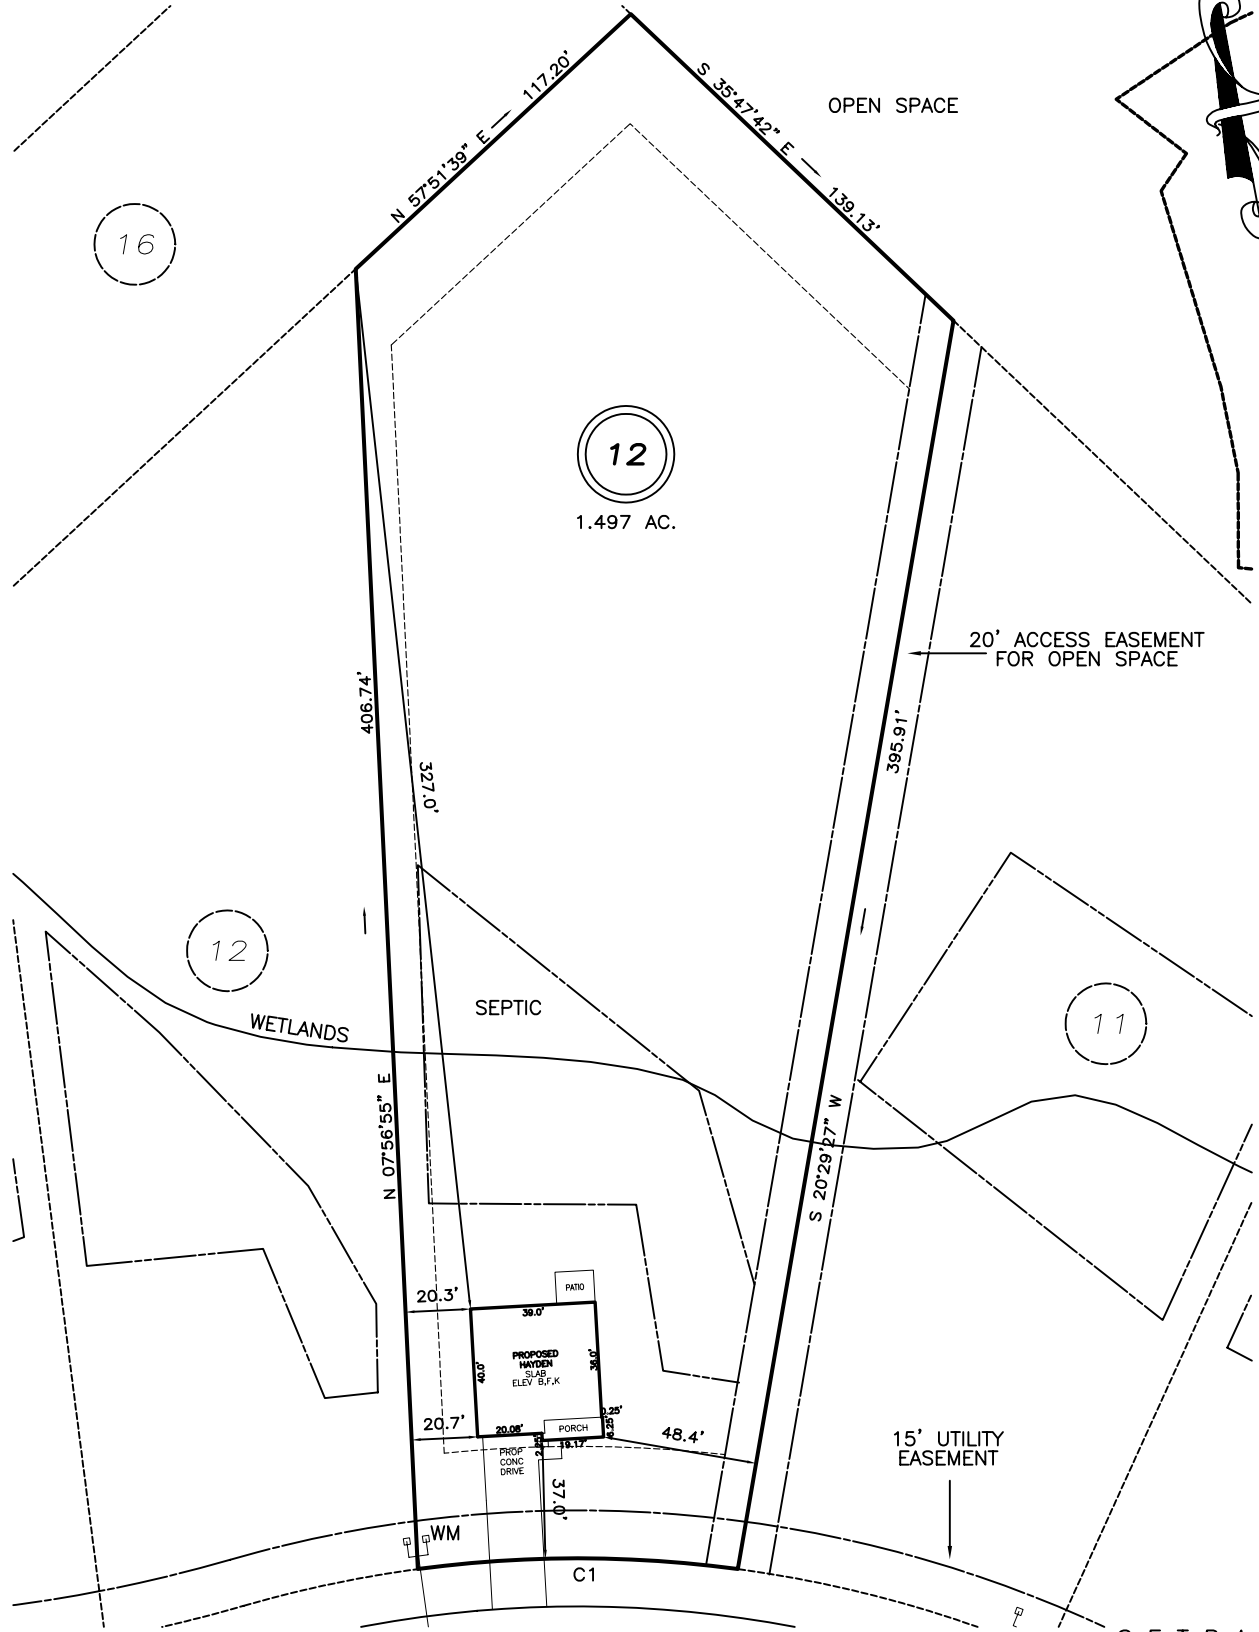 117.20'
N 57°51'39" E
S 35°47'42" E
139.13'
OPEN SPACE
16
12
1.497 AC.
20' ACCESS EASEMENT
FOR OPEN SPACE
406.74'
395.91'
327.0'
12
WETLANDS
SEPTIC
11
N 07°56'55" E
S 20°29'27" W
20.3'
PATIO
39.0'
PROPOSED
HAYDEN
SLAB
ELEV B,F,K
40.0'
36.0'
20.7'
20.08'
PORCH
6.25'
19.17'
48.4'
PROP
CONC
DRIVE
37.0'
15' UTILITY
EASEMENT
WM
C1